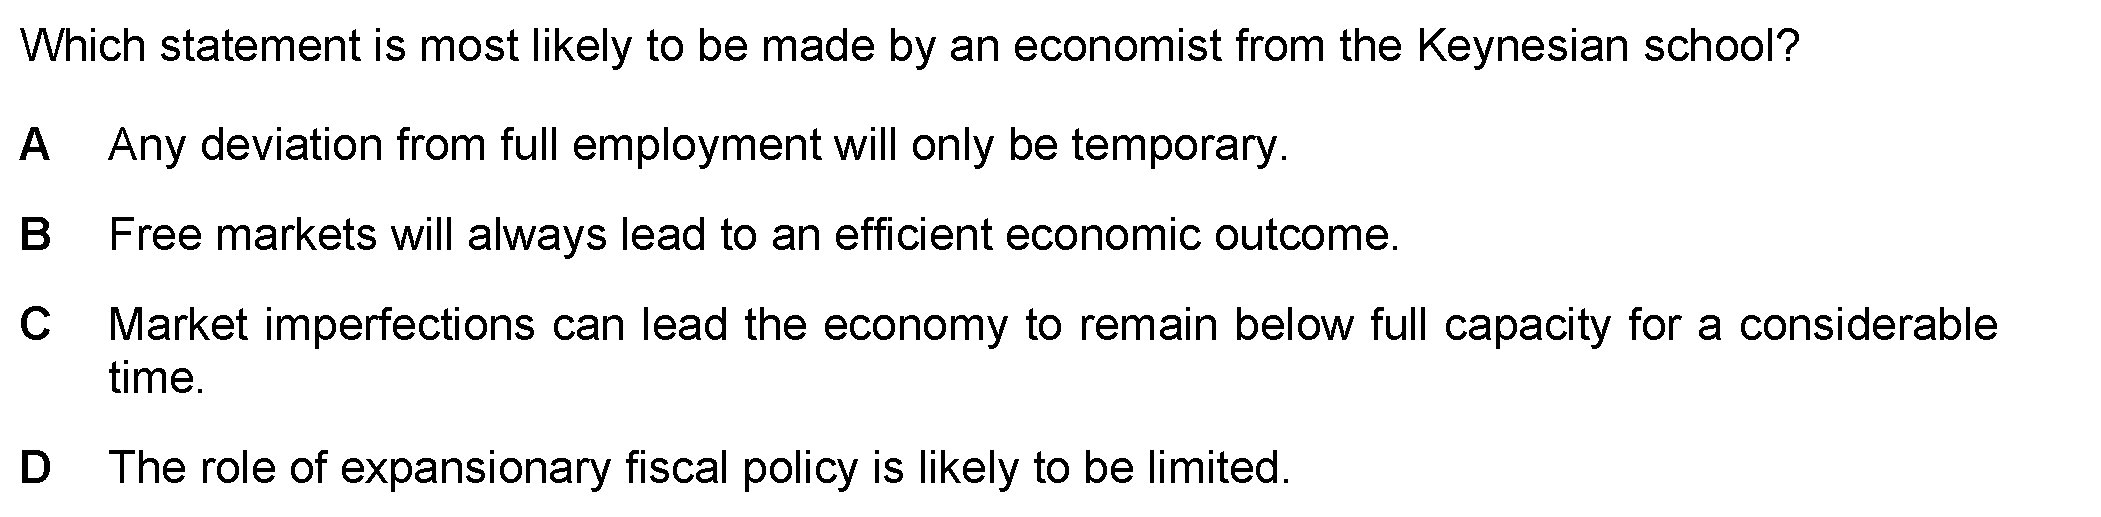 Which statement is most likely to be made by an economist from the Keynesian school?
A Any deviation from full employment will only be temporary.
B Free markets will always lead to an efficient economic outcome.
C Market imperfections can lead the economy to remain below full capacity for a considerable
time.
D The role of expansionary fiscal policy is likely to be limited.